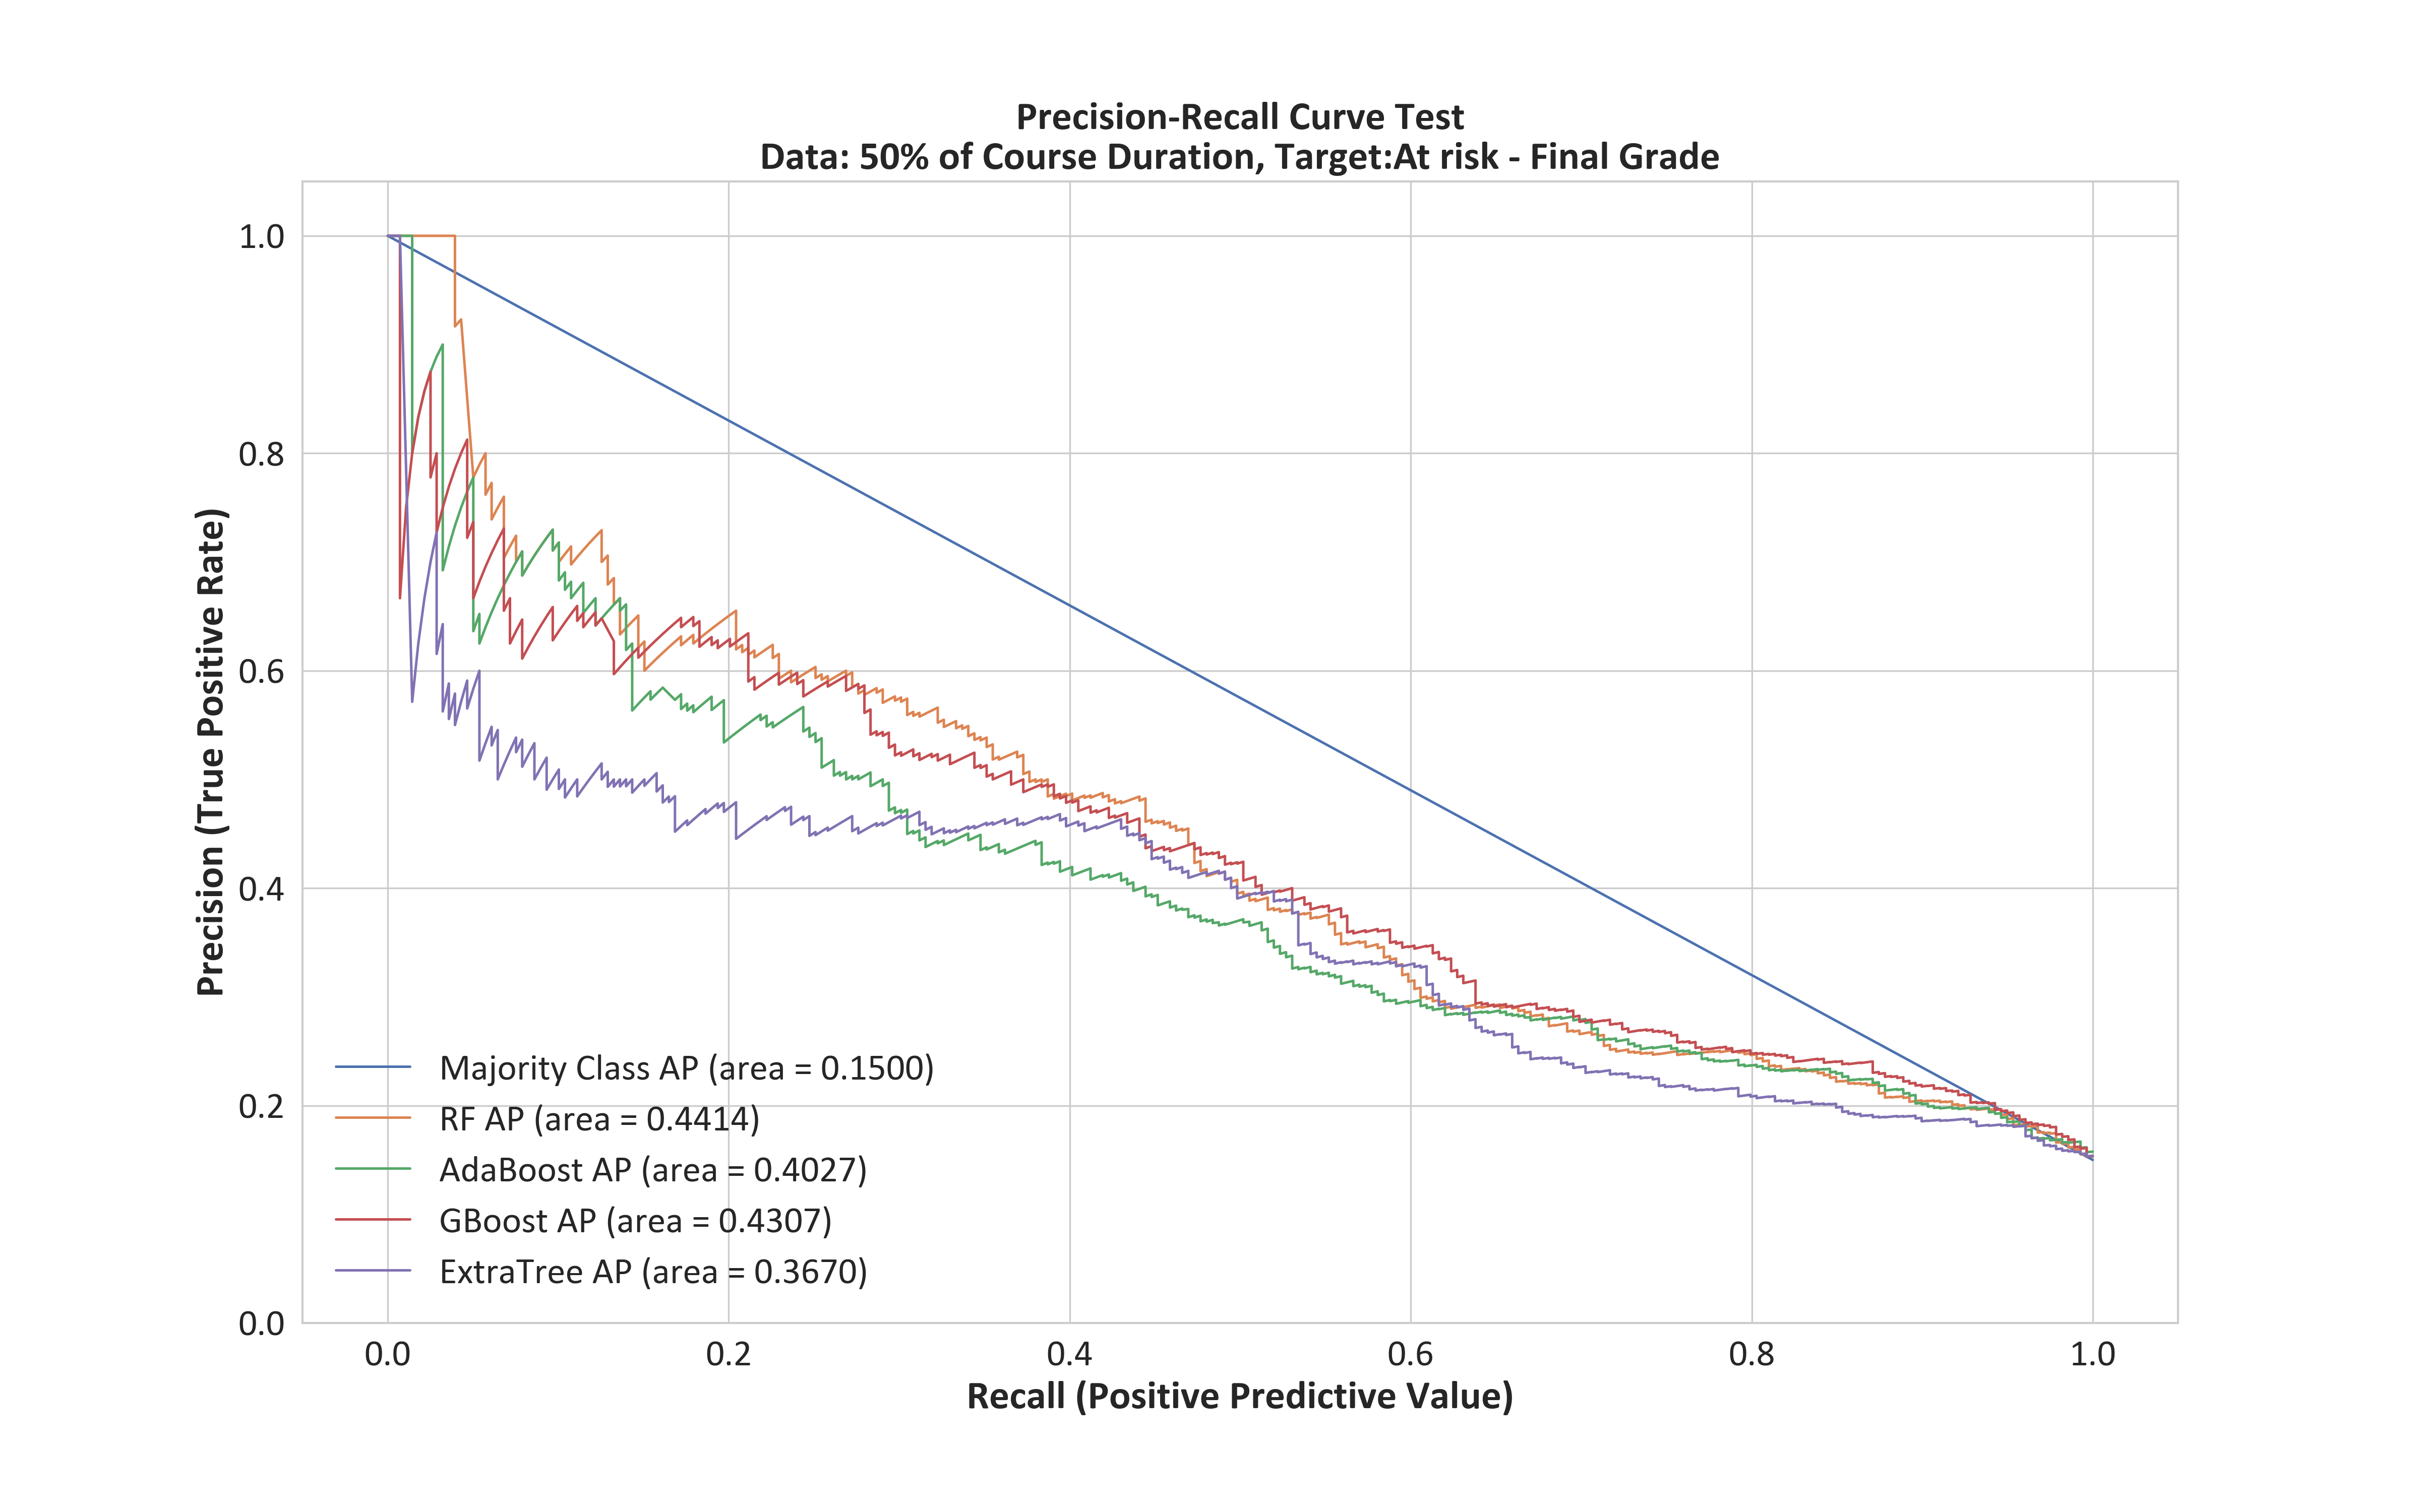 Precision-Recall Curve Test
Data: 50% of Course Duration, Target:At risk - Final Grade
Precision (True Positive Rate)
1.0
0.8
0.6
0.4
0.2
0.0
Majority Class AP (area = 0.1500)
RF AP (area = 0.4414)
AdaBoost AP (area = 0.4027)
GBoost AP (area = 0.4307)
ExtraTree AP (area = 0.3670)
0.0 0.2 0.4 0.6 0.8 1.0
Recall (Positive Predictive Value)